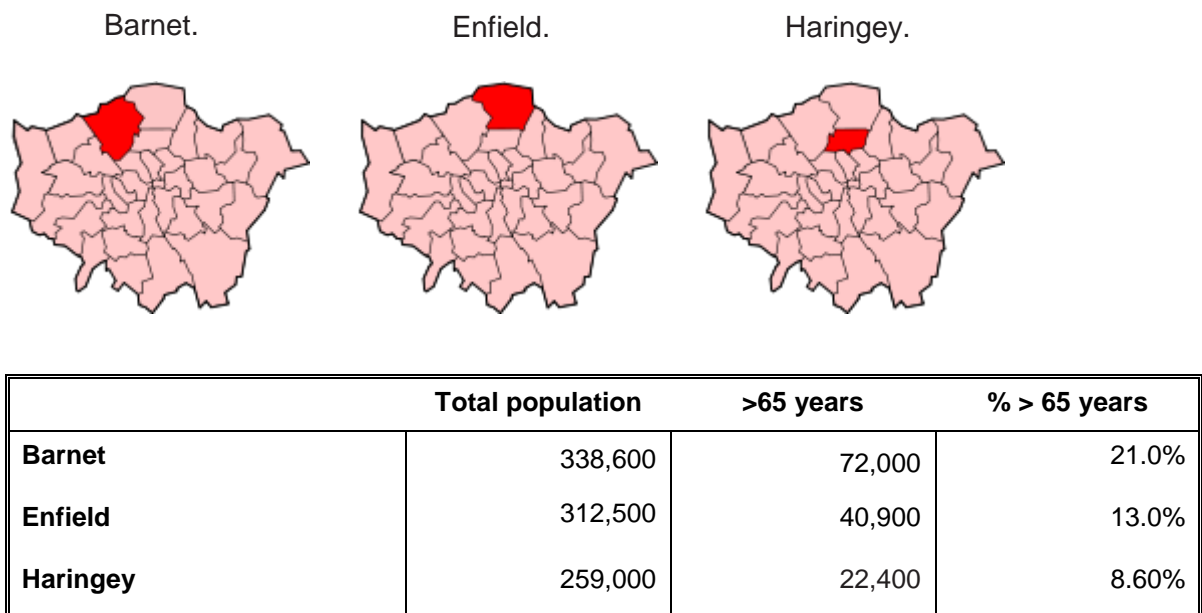 Barnet. Enfield. Haringey.
Total population >65 years % > 65 years
Barnet 338,600 72,000 21.0%
Enfield 312,500 40,900 13.0%
Haringey 259,000 22,400 8.60%